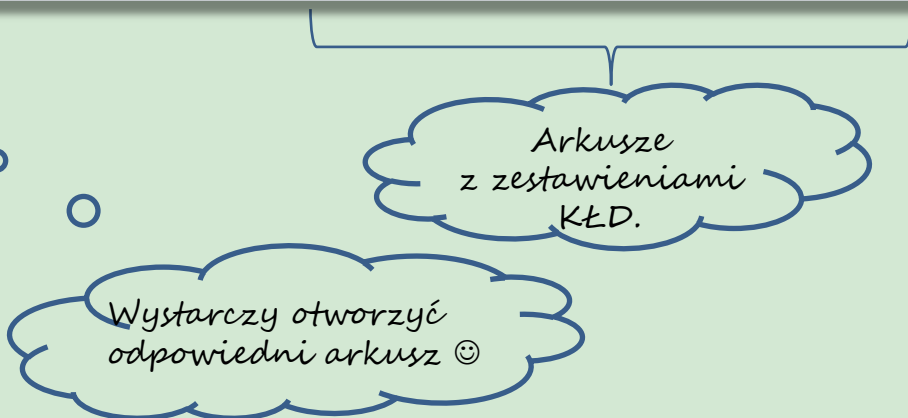 Arkusze
z zestawieniami
KŁD.
Wystarczy otworzyć
odpowiedni arkusz ☺